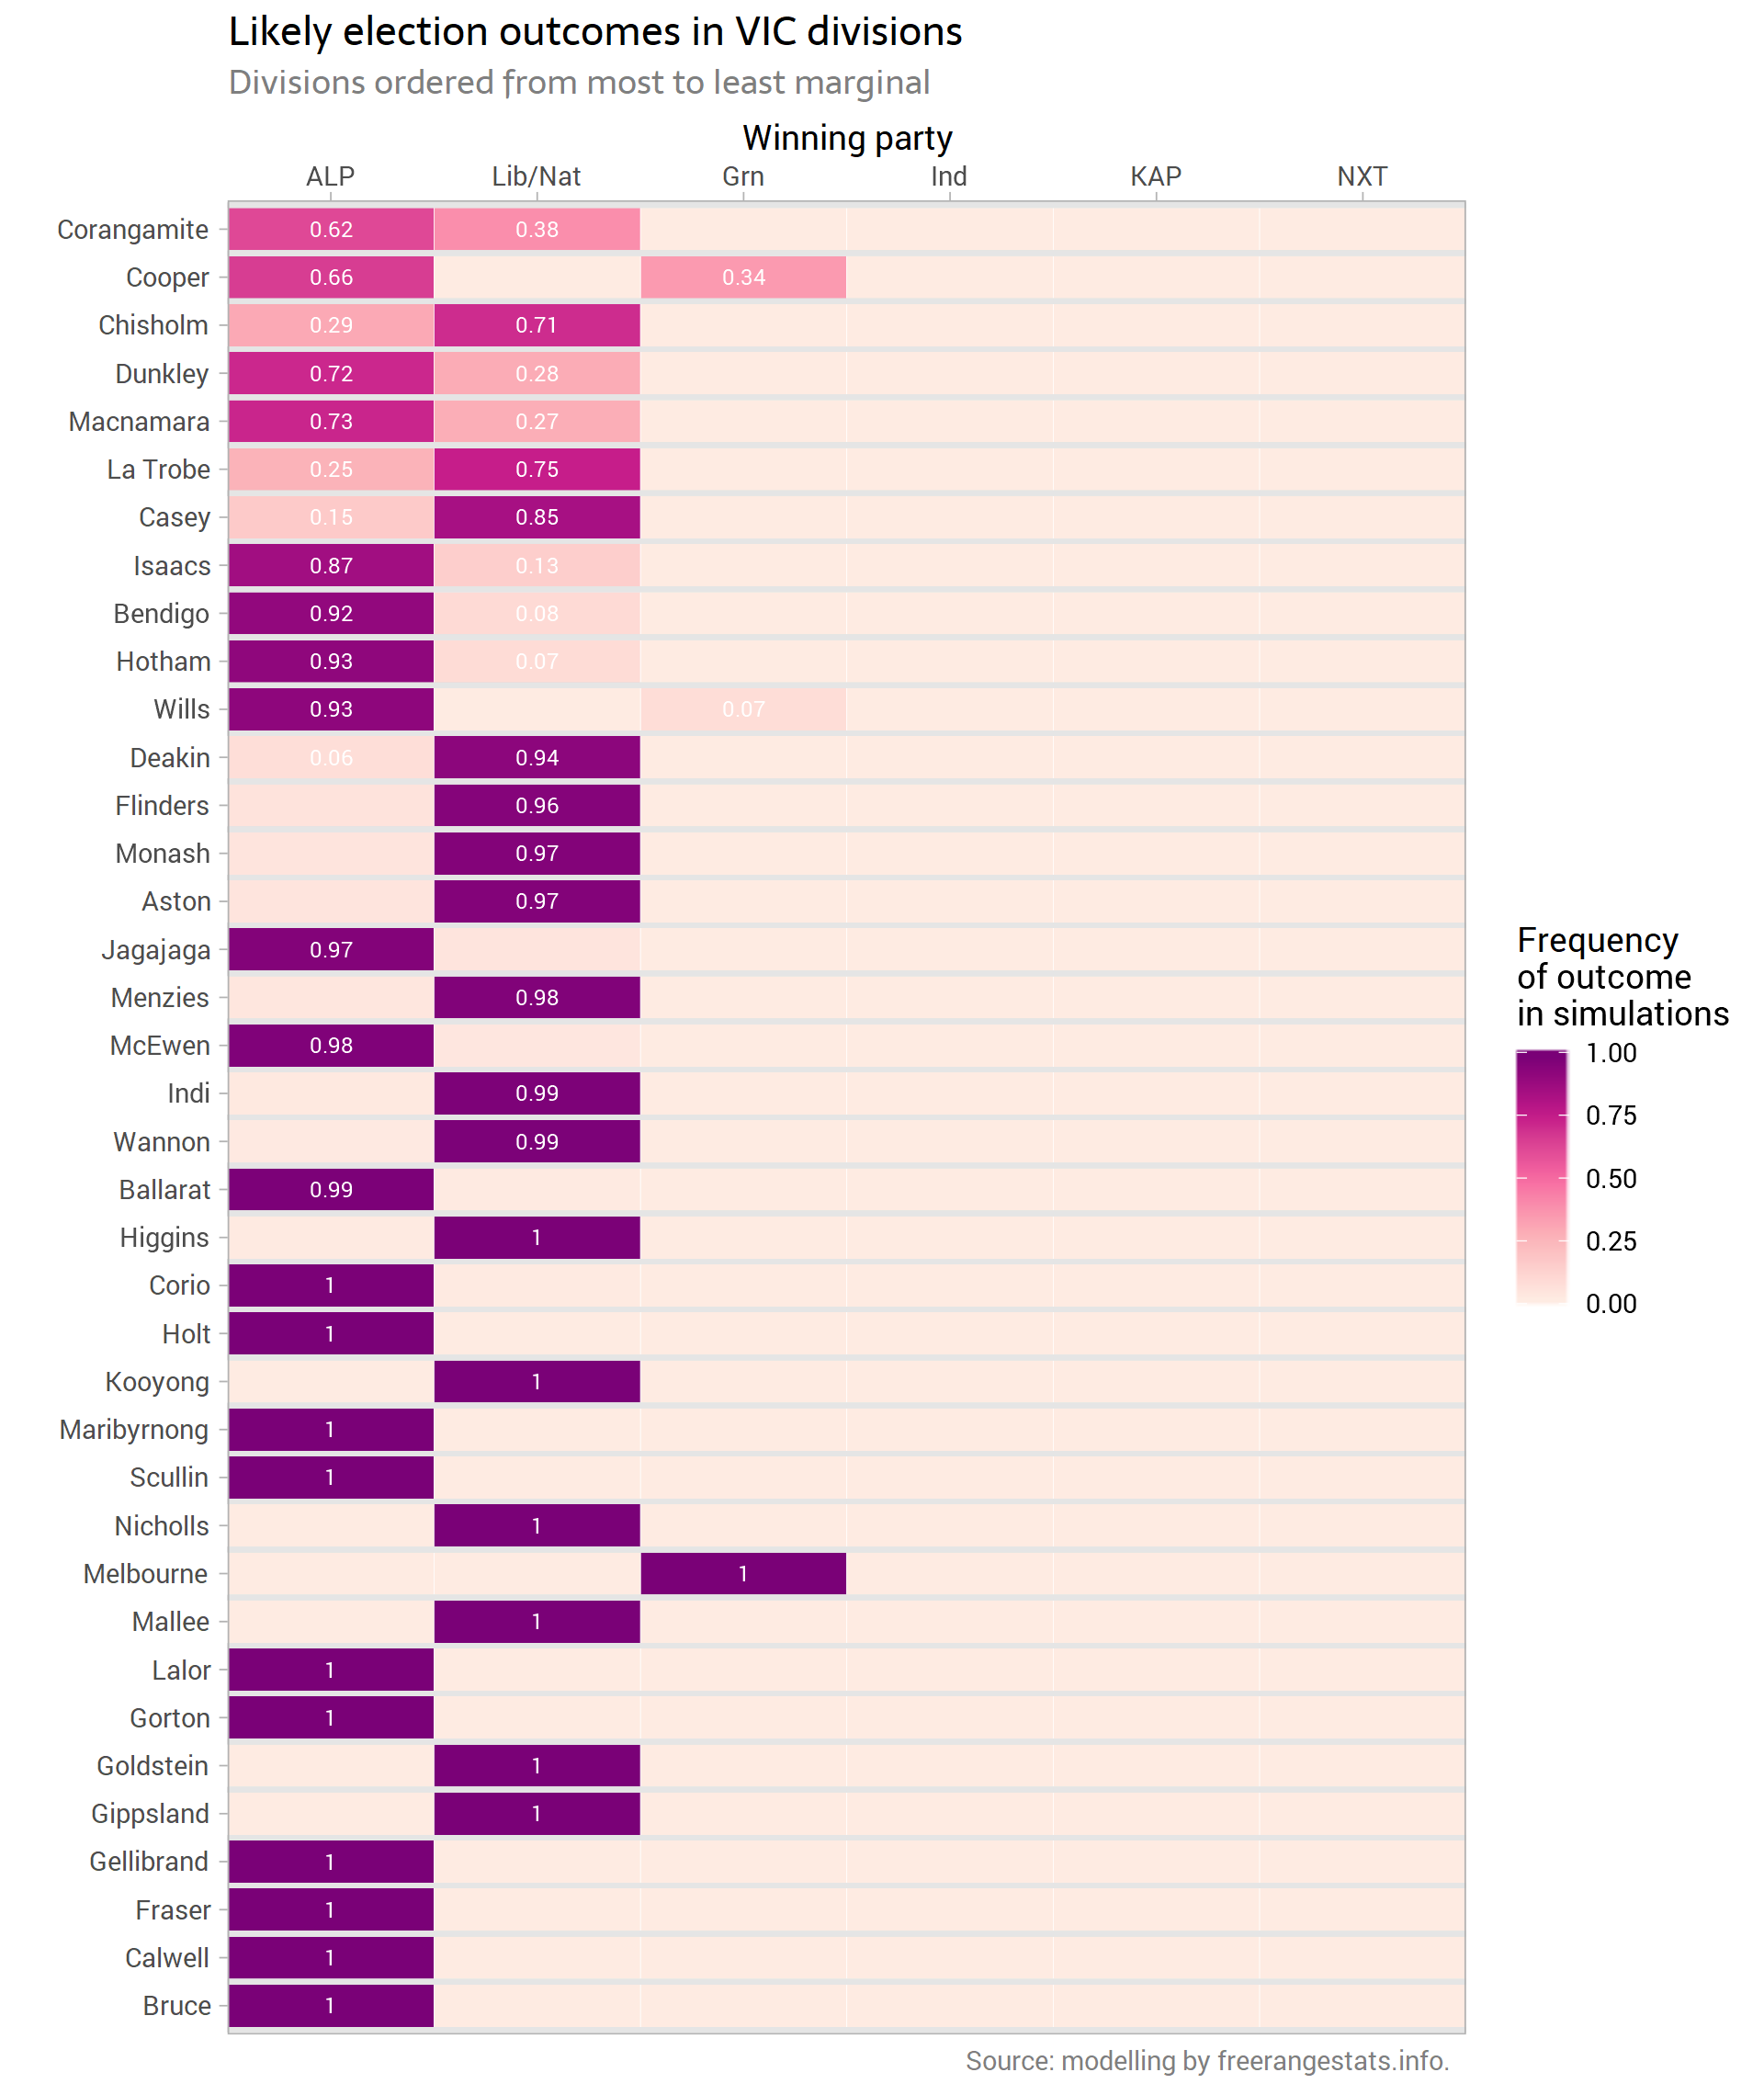 Likely election outcomes in VIC divisions
Divisions ordered from most to least marginal
Winning party
ALP Lib/Nat Grn Ind KAP NXT
Corangamite 0.62 0.38
Cooper 0.66 0.34
Chisholm 0.29 0.71
Dunkley 0.72 0.28
Macnamara 0.73 0.27
La Trobe 0.25 0.75
Casey 0.15 0.85
Isaacs 0.87 0.13
Bendigo 0.92 0.08
Hotham 0.93 0.07
Wills 0.93 0.07
Deakin 0.06 0.94
Flinders 0.96
Monash 0.97
Aston 0.97
Jagajaga 0.97
Menzies 0.98
McEwen 0.98
Indi 0.99
Wannon 0.99
Ballarat 0.99
Higgins 1
Corio 1
Holt 1
Kooyong 1
Maribyrnong 1
Scullin 1
Nicholls 1
Melbourne 1
Mallee 1
Lalor 1
Gorton 1
Goldstein 1
Gippsland 1
Gellibrand 1
Fraser 1
Calwell 1
Bruce 1
Frequency
of outcome
in simulations
1.00
0.75
0.50
0.25
0.00
Source: modelling by freerangestats.info.